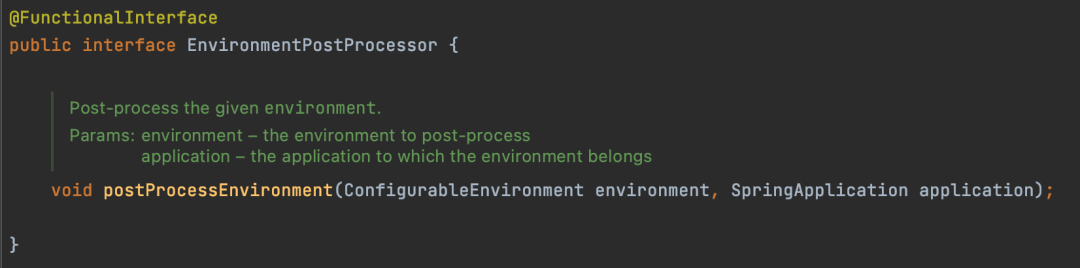 @FunctionalInterface
public interface EnvironmentPostProcessor {
Post-process the given environment.
Params: environment – the environment to post-process
application – the application to which the environment belongs
void postProcessEnvironment(ConfigurableEnvironment environment, SpringApplication application);
}